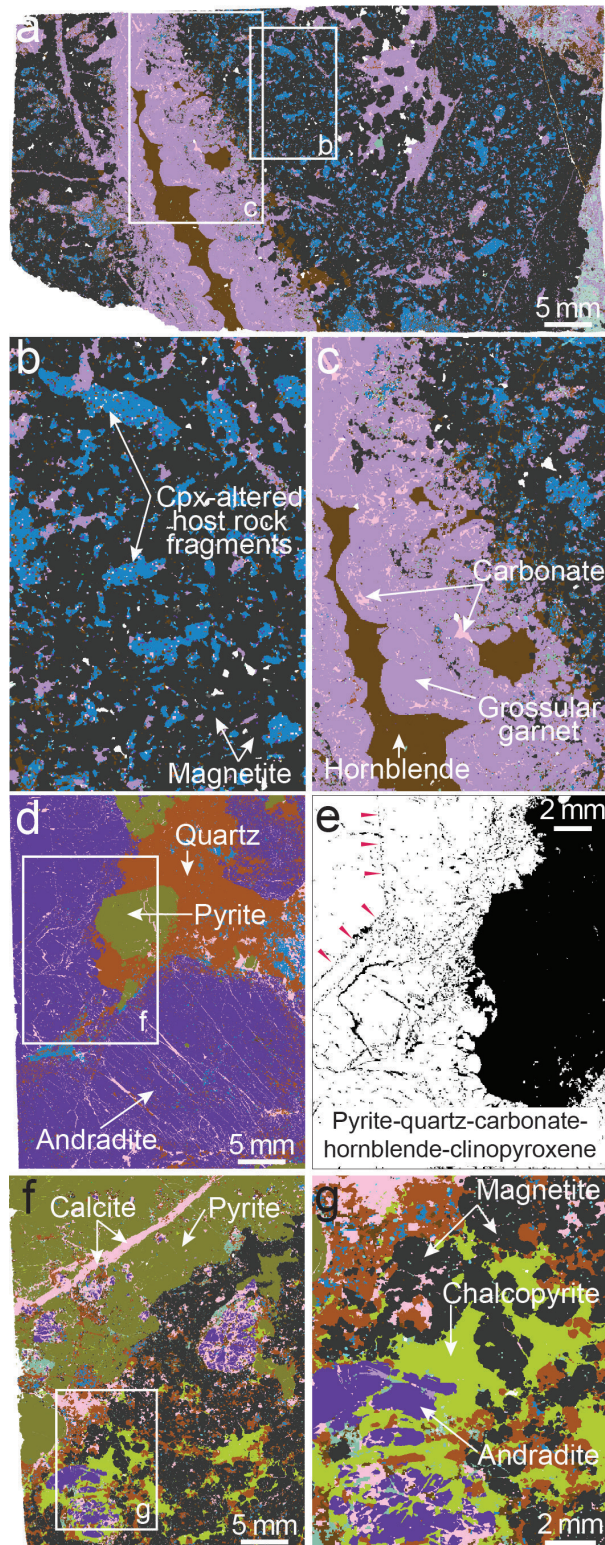 a
b
c
5 mm
b
Cpx-altered
host rock
fragments
Magnetite
c
Carbonate
Grossular
garnet
Hornblende
d
Quartz
Pyrite
f
Andradite
5 mm
e
2 mm
Pyrite-quartz-carbonate-
hornblende-clinopyroxene
f
Calcite
Pyrite
g
5 mm
g
Magnetite
Chalcopyrite
Andradite
2 mm